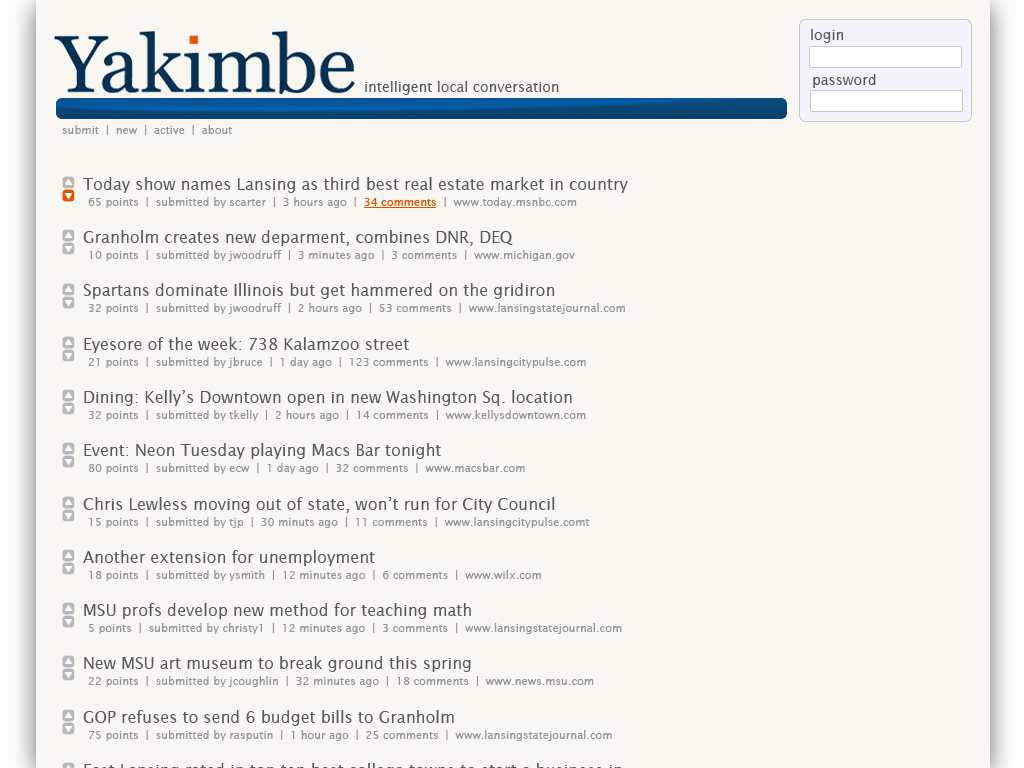 Yakimbe intelligent local conversation
login
password
submit | new | active | about
Today show names Lansing as third best real estate market in country
65 points | submitted by scarter | 3 hours ago | 34 comments | www.today.msnbc.com
Granholm creates new deparment, combines DNR, DEQ
10 points | submitted by jwoodruff | 3 minutes ago | 3 comments | www.michigan.gov
Spartans dominate Illinois but get hammered on the gridiron
32 points | submitted by jwoodruff | 2 hours ago | 53 comments | www.lansingstatejournal.com
Eyesore of the week: 738 Kalamzoo street
21 points | submitted by jbruce | 1 day ago | 123 comments | www.lansingcitypulse.com
Dining: Kelly’s Downtown open in new Washington Sq. location
32 points | submitted by tkelly | 2 hours ago | 14 comments | www.kellysdowntown.com
Event: Neon Tuesday playing Macs Bar tonight
80 points | submitted by ecw | 1 day ago | 32 comments | www.macsbar.com
Chris Lewless moving out of state, won’t run for City Council
15 points | submitted by tjp | 30 minuts ago | 11 comments | www.lansingcitypulse.comt
Another extension for unemployment
18 points | submitted by ysmith | 12 minutes ago | 6 comments | www.wilx.com
MSU profs develop new method for teaching math
5 points | submitted by christy1 | 12 minutes ago | 3 comments | www.lansingstatejournal.com
New MSU art museum to break ground this spring
22 points | submitted by jcoughlin | 32 minutes ago | 18 comments | www.news.msu.com
GOP refuses to send 6 budget bills to Granholm
75 points | submitted by rasputin | 1 hour ago | 25 comments | www.lansingstatejournal.com
East Lansing rated in top ten best college towns to start a business in